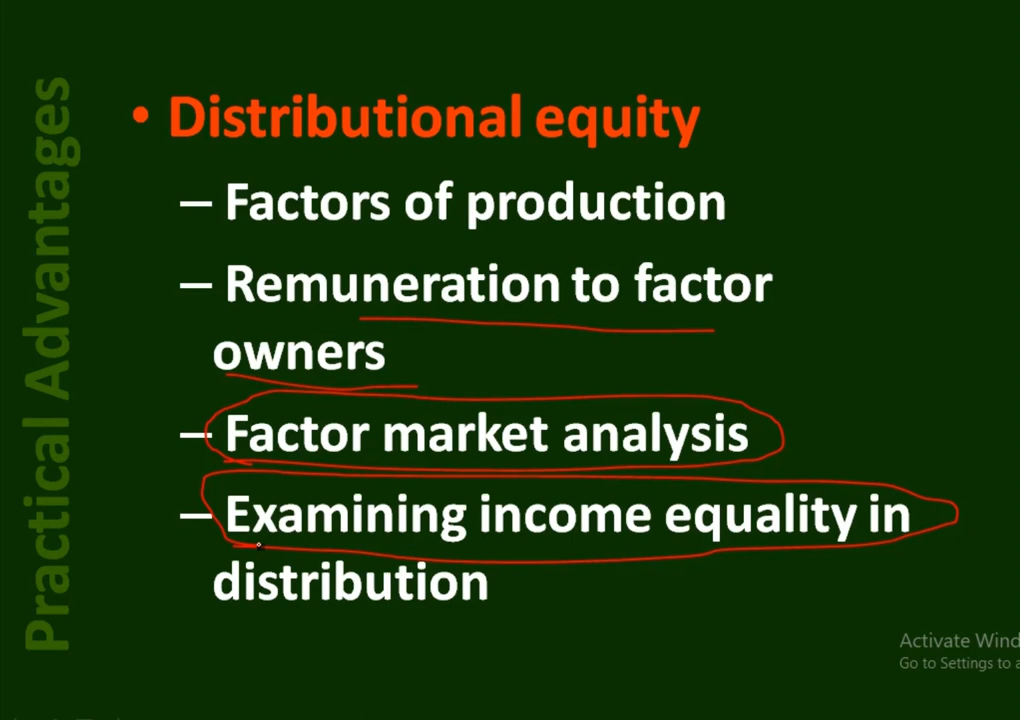 Practical Advantages
• Distributional equity
– Factors of production
– Remuneration to factor
owners
– Factor market analysis
– Examining income equality in
distribution
Activate Wind
Go to Settings to a